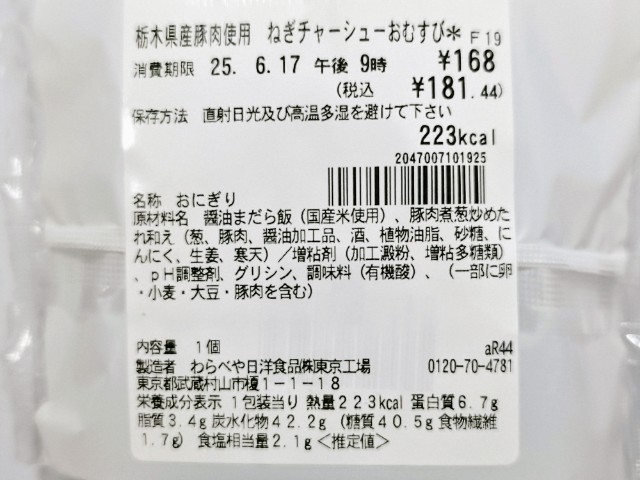 栃木県産豚肉使用 ねぎチャーシューおむすび* F19
消費期限 25. 6.17 午後 9時 ¥168
(税込 ¥181.44)
保存方法 直射日光及び高温多湿を避けて下さい
223kcal
2047007101925
名称 おにぎり
原材料名 醤油まだら飯(国産米使用)、豚肉煮葱炒めた
れ和え(葱、豚肉、醤油加工品、酒、植物油脂、砂糖、に
んにく、生姜、寒天)/増粘剤(加工澱粉、増粘多糖類)
、pH調整剤、グリシン、調味料(有機酸)、(一部に卵
・小麦・大豆・豚肉を含む)
内容量 1個 aR44
製造者 わらべや日洋食品㈱東京工場 0120-70-4781
東京都武蔵村山市榎1-1-18
栄養成分表示 1包装当り 熱量223kcal 蛋白質6.7g
脂質3.4g 炭水化物42.2g (糖質40.5g 食物繊維
1.7g) 食塩相当量2.1g<推定値>